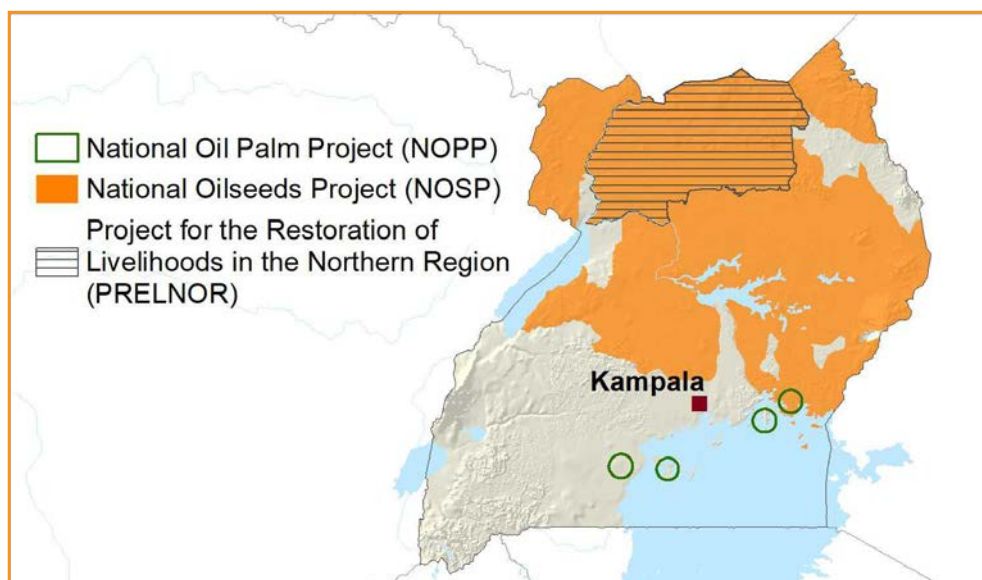 National Oil Palm Project (NOPP)
National Oilseeds Project (NOSP)
Project for the Restoration of
Livelihoods in the Northern Region
(PRELNOR)
Kampala